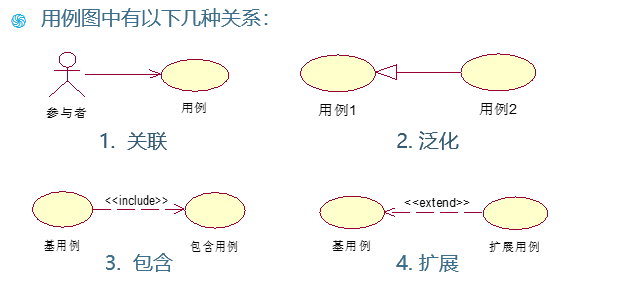 用例图中有以下几种关系：
参与者
用例
1. 关联
用例1
用例2
2. 泛化
<<include>>
基用例
包含用例
3. 包含
<<extend>>
基用例
扩展用例
4. 扩展